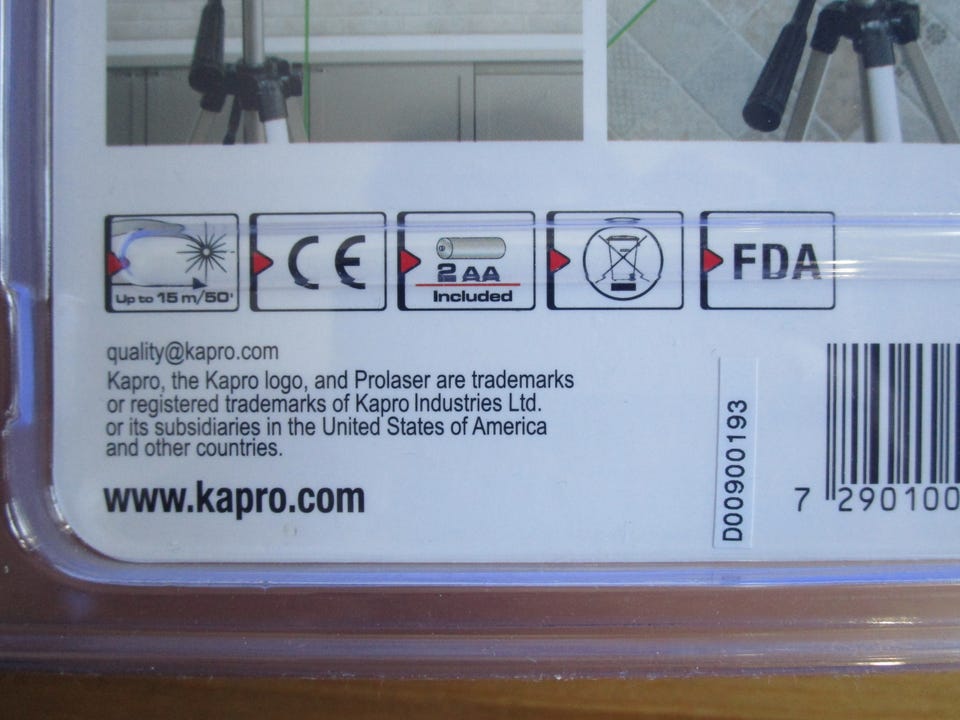 Up to 15 m/50'
CE
2 AA
Included
FDA
quality@kapro.com
Kapro, the Kapro logo, and Prolaser are trademarks
or registered trademarks of Kapro Industries Ltd.
or its subsidiaries in the United States of America
and other countries.
www.kapro.com
D00900193
7 290100